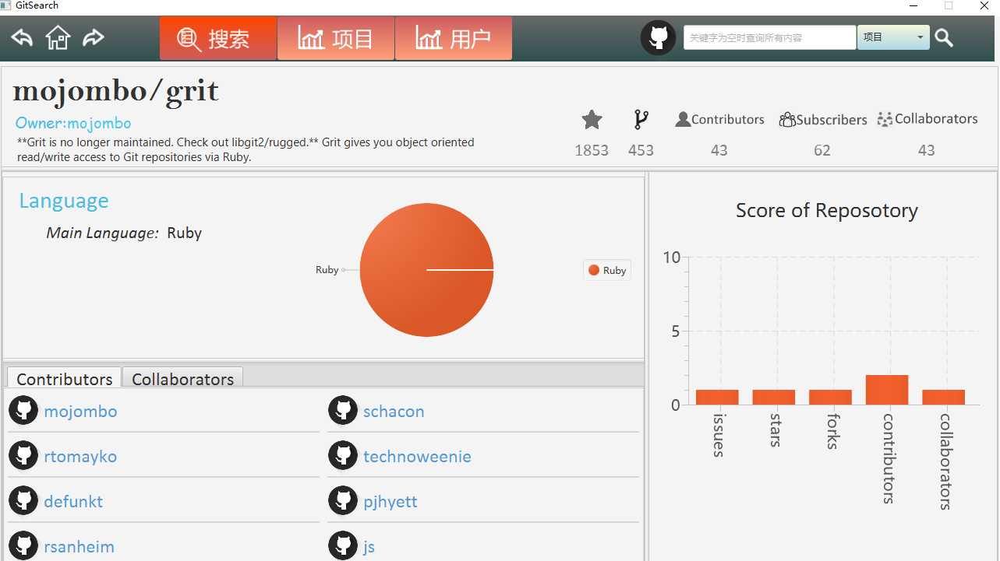 GitSearch
搜索
项目
用户
关键字为空时查询所有内容
项目
mojombo/grit
Owner:mojombo
**Grit is no longer maintained. Check out libgit2/rugged.** Grit gives you object oriented
read/write access to Git repositories via Ruby.
Contributors
Subscribers
Collaborators
1853
453
43
62
43
Language
Main Language: Ruby
Ruby
Ruby
Score of Reposotory
10
5
0
issues
stars
forks
contributors
collaborators
Contributors
Collaborators
mojombo
schacon
rtomayko
technoweenie
defunkt
pjhyett
rsanheim
js